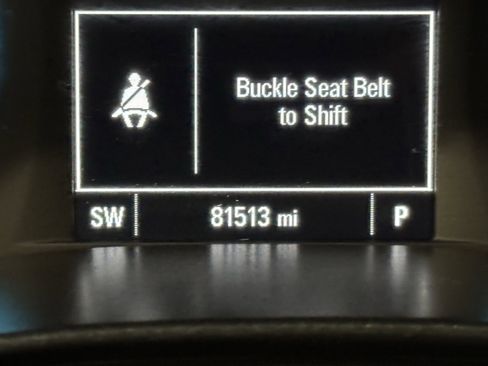 Buckle Seat Belt
to Shift
SW 81513 mi P